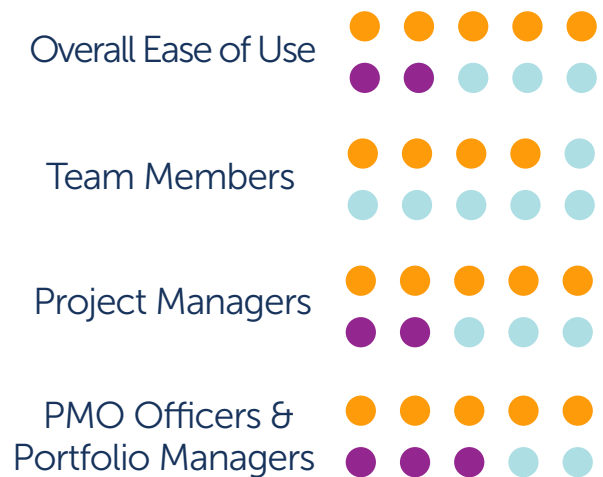 Overall Ease of Use
Team Members
Project Managers
PMO Officers &
Portfolio Managers